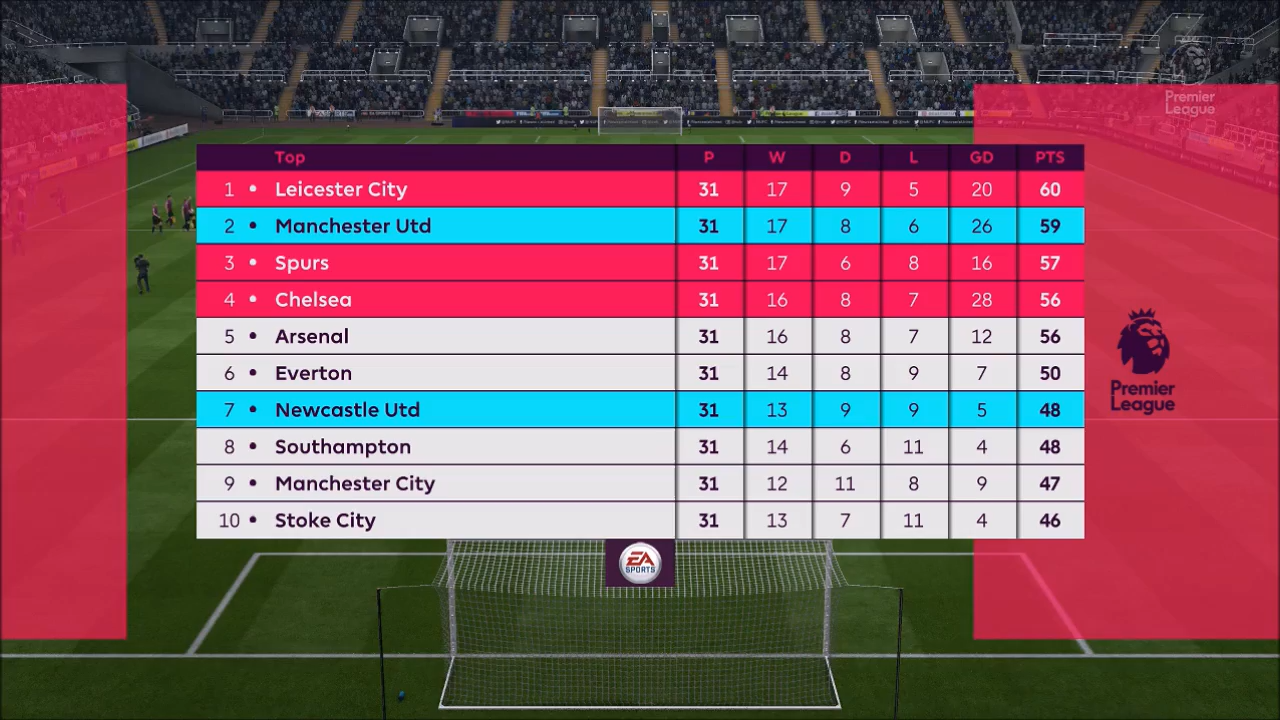 Premier
League
Top P W D L GD PTS
1 • Leicester City 31 17 9 5 20 60
2 • Manchester Utd 31 17 8 6 26 59
3 • Spurs 31 17 6 8 16 57
4 • Chelsea 31 16 8 7 28 56
5 • Arsenal 31 16 8 7 12 56
6 • Everton 31 14 8 9 7 50
7 • Newcastle Utd 31 13 9 9 5 48
8 • Southampton 31 14 6 11 4 48
9 • Manchester City 31 12 11 8 9 47
10 • Stoke City 31 13 7 11 4 46
Premier
League
EA
SPORTS